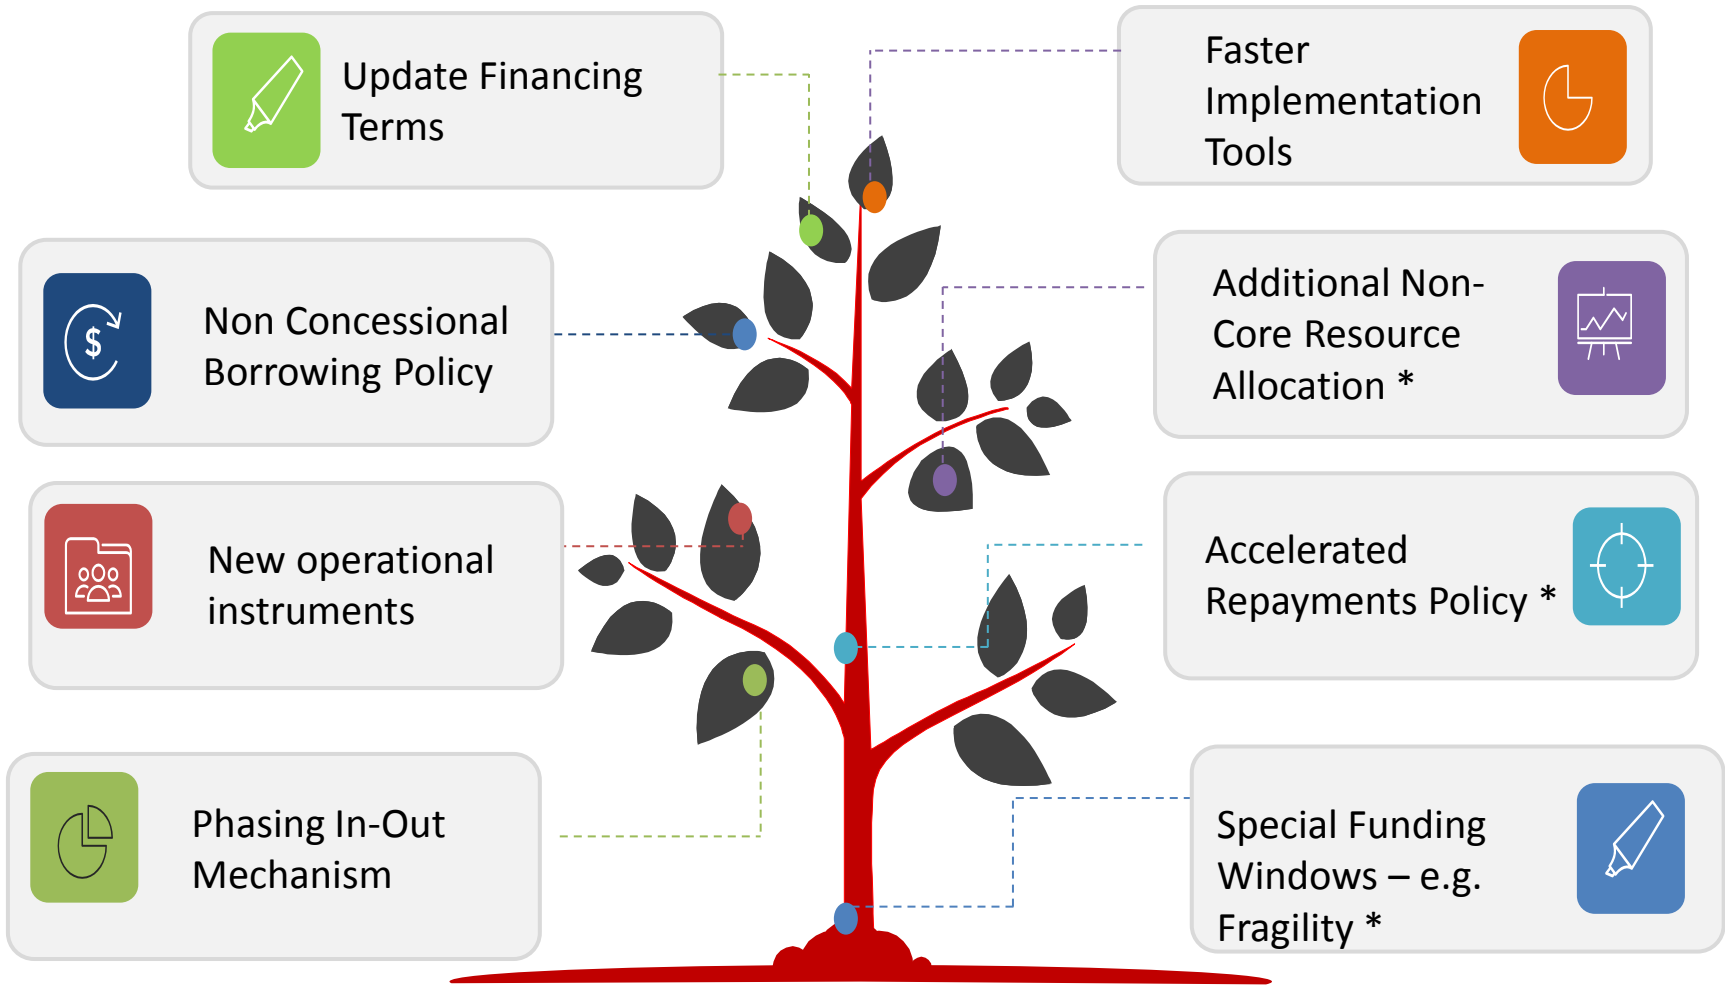 Update Financing
Terms
Faster
Implementation
Tools
Non Concessional
Borrowing Policy
$
Additional Non-
Core Resource
Allocation *
New operational
instruments
Accelerated
Repayments Policy *
Phasing In-Out
Mechanism
Special Funding
Windows – e.g.
Fragility *